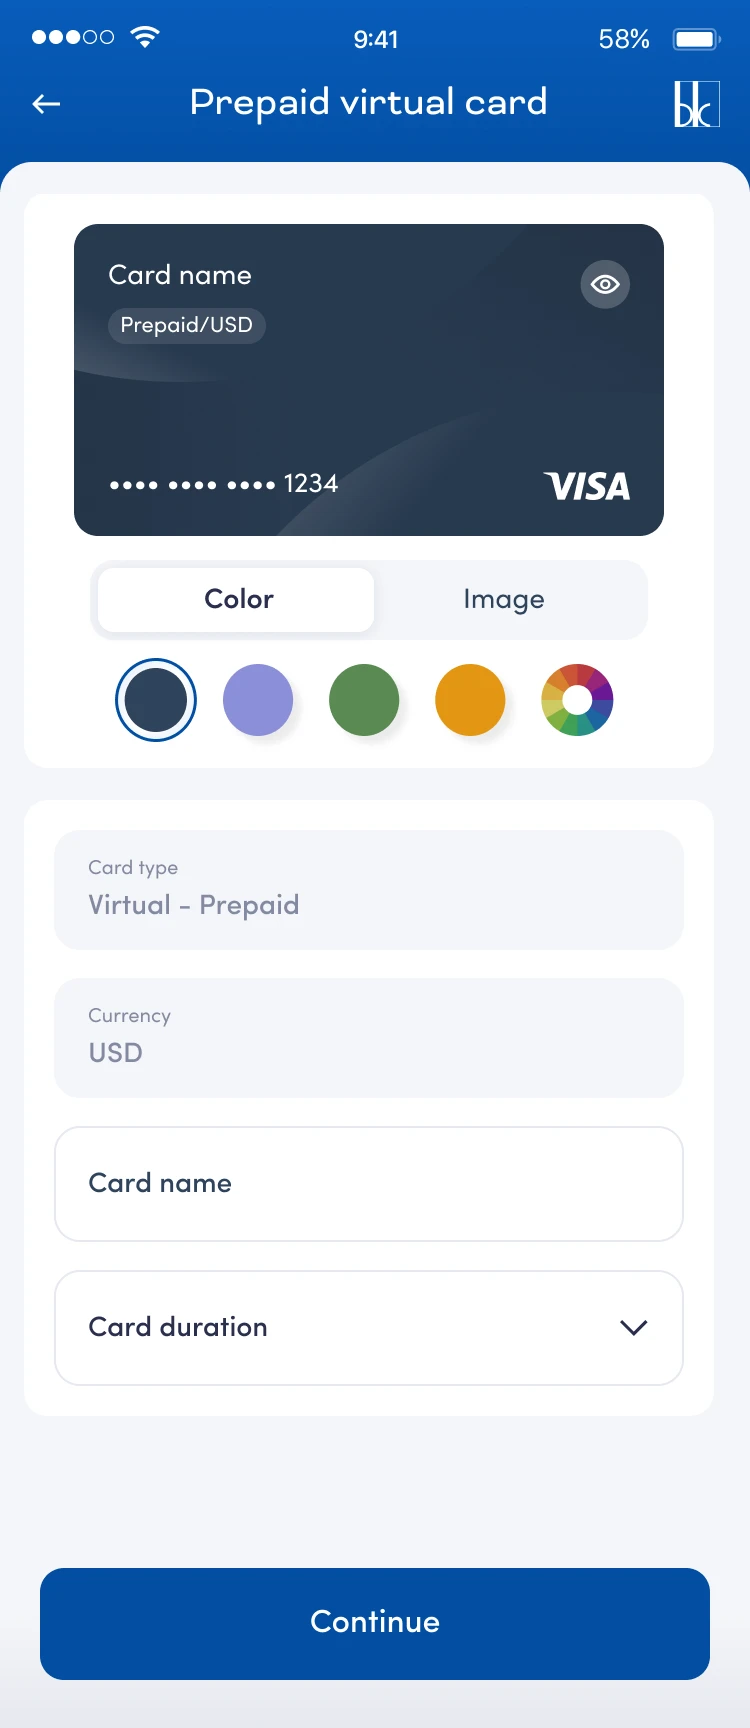 9:41
58%
Prepaid virtual card
bk
Card name
Prepaid/USD
•••• •••• •••• 1234
VISA
Color
Image
Card type
Virtual - Prepaid
Currency
USD
Card name
Card duration
Continue